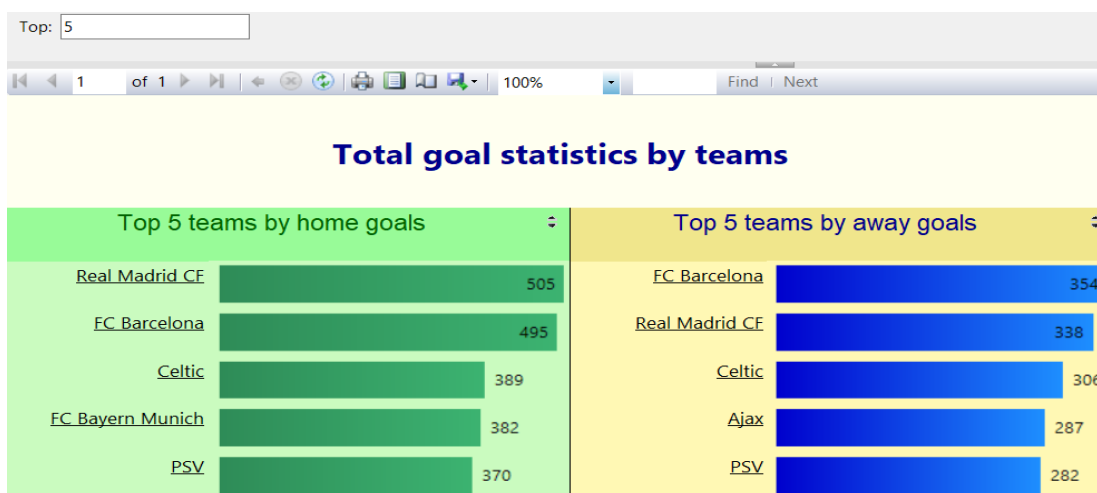 Top: 5
1 of 1 100% Find Next
Total goal statistics by teams
Top 5 teams by home goals
Real Madrid CF 505
FC Barcelona 495
Celtic 389
FC Bayern Munich 382
PSV 370
Top 5 teams by away goals
FC Barcelona 354
Real Madrid CF 338
Celtic 306
Ajax 287
PSV 282